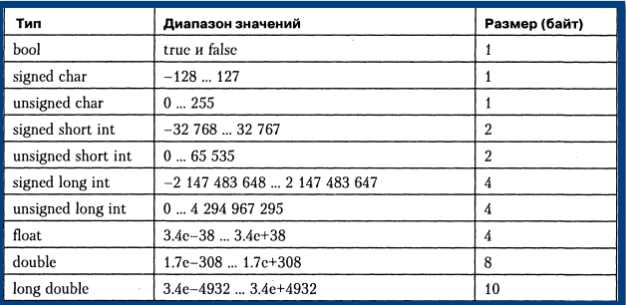 Тип Диапазон значений Размер (байт)
bool true и false 1
signed char −128 ... 127 1
unsigned char 0 ... 255 1
signed short int −32 768 ... 32 767 2
unsigned short int 0 ... 65 535 2
signed long int −2 147 483 648 ... 2 147 483 647 4
unsigned long int 0 ... 4 294 967 295 4
float 3.4e−38 ... 3.4e+38 4
double 1.7e−308 ... 1.7e+308 8
long double 3.4e−4932 ... 3.4e+4932 10